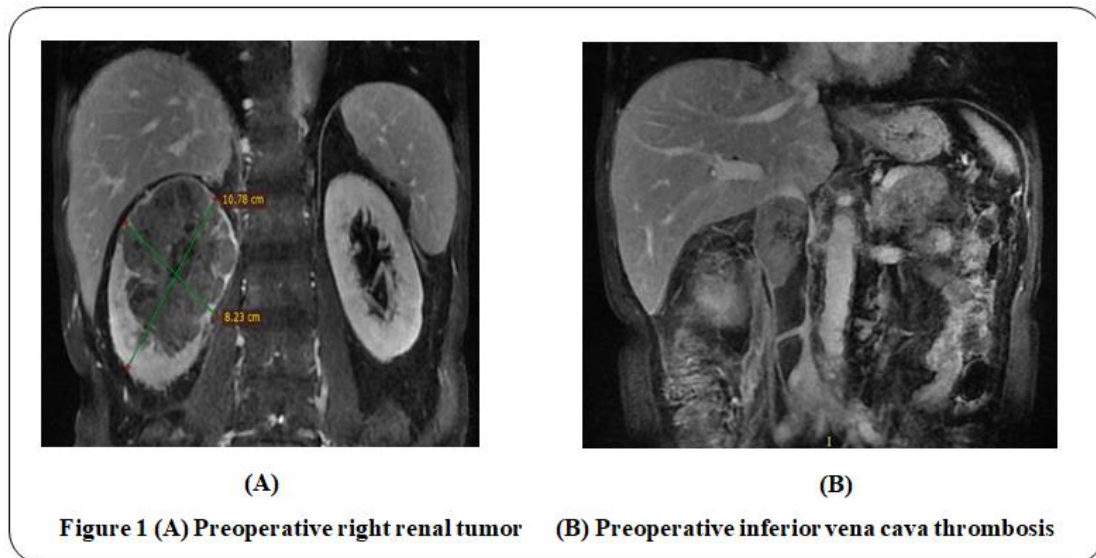 10.78 cm
8.23 cm
I
(A)
(B)
Figure 1 (A) Preoperative right renal tumor (B) Preoperative inferior vena cava thrombosis